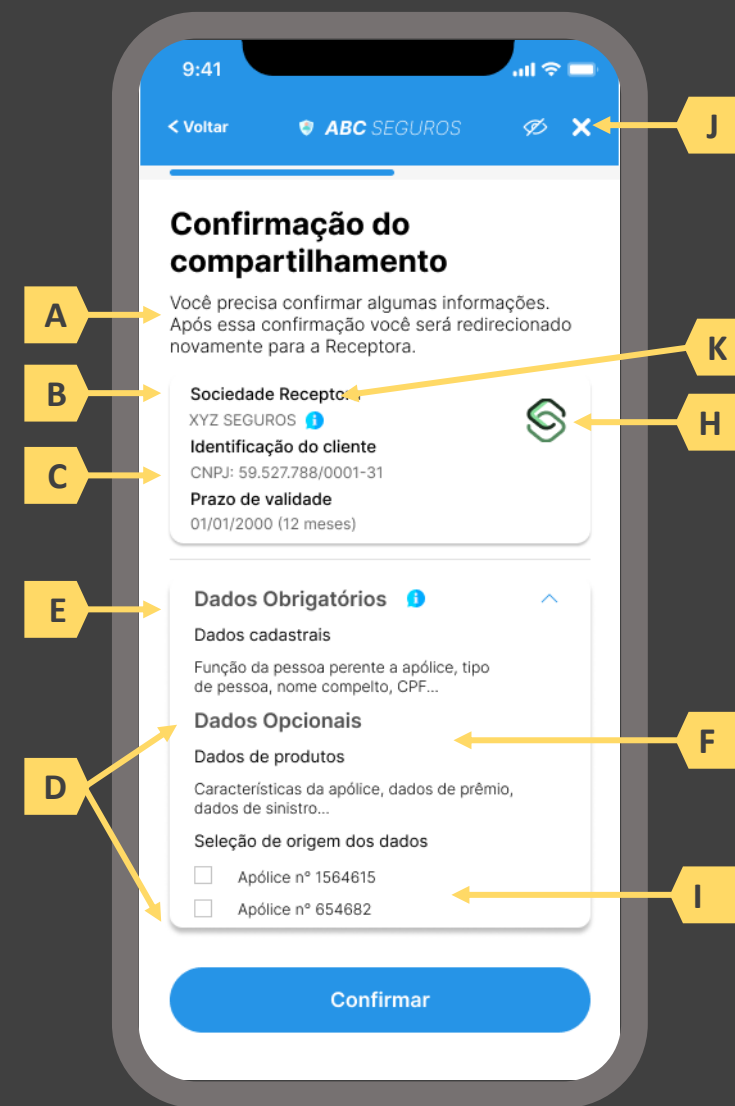 9:41
< Voltar
ABC SEGUROS
J
Confirmação do
compartilhamento
A
Você precisa confirmar algumas informações.
Após essa confirmação você será redirecionado
novamente para a Receptora.
K
B
Sociedade Receptora
XYZ SEGUROS
H
Identificação do cliente
C
CNPJ: 59.527.788/0001-31
Prazo de validade
01/01/2000 (12 meses)
E
Dados Obrigatórios
Dados cadastrais
Função da pessoa perente a apólice, tipo
de pessoa, nome compelto, CPF...
Dados Opcionais
F
Dados de produtos
D
Características da apólice, dados de prêmio,
dados de sinistro...
Seleção de origem dos dados
Apólice nº 1564615
I
Apólice nº 654682
Confirmar